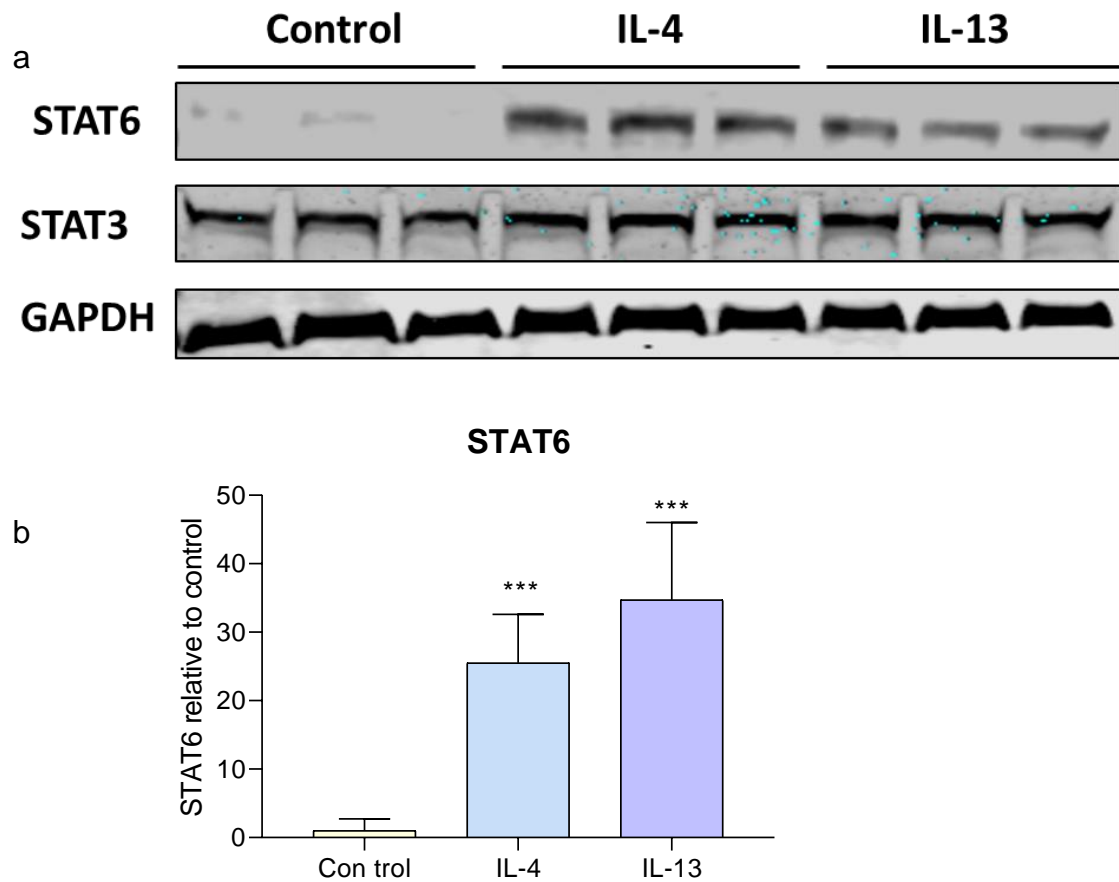 Control IL-4 IL-13
a
STAT6
STAT3
GAPDH
STAT6
b
STAT6 relative to control
50
40
30
20
10
0
***
***
Con trol IL-4 IL-13